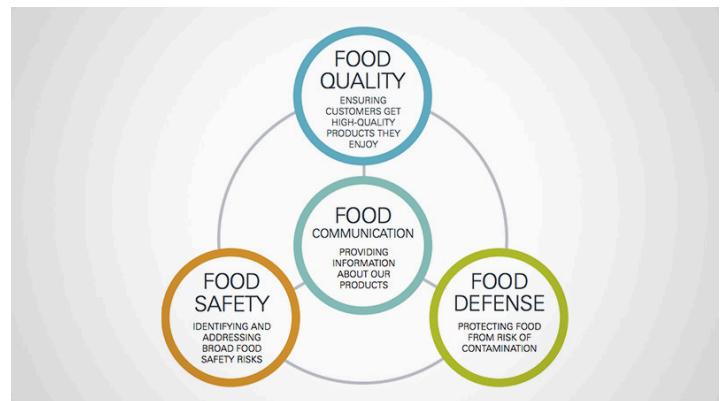 FOOD
QUALITY
ENSURING
CUSTOMERS GET
HIGH-QUALITY
PRODUCTS THEY
ENJOY
FOOD
COMMUNICATION
PROVIDING
INFORMATION
ABOUT OUR
PRODUCTS
FOOD
SAFETY
IDENTIFYING AND
ADDRESSING
BROAD FOOD
SAFETY RISKS
FOOD
DEFENSE
PROTECTING FOOD
FROM RISK OF
CONTAMINATION